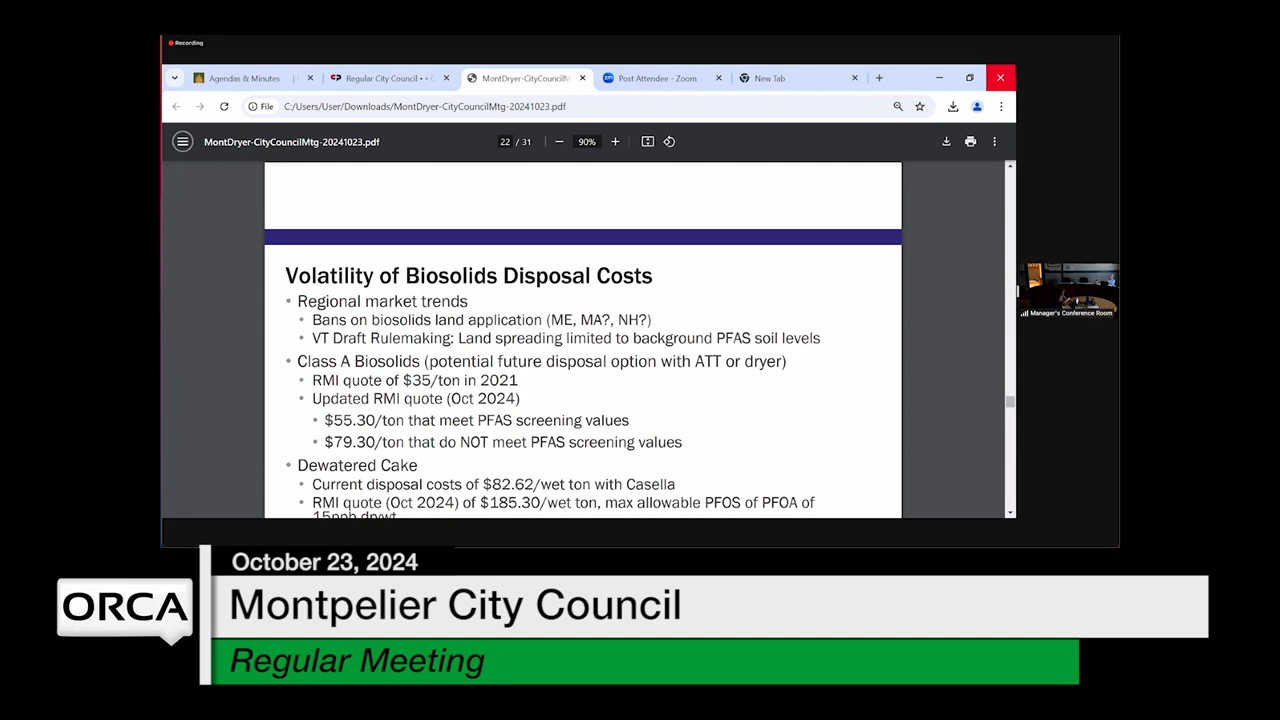 Recording
Agendas & Minutes
Regular City Council • •
MontDryer-CityCouncilM
Post Attendee - Zoom
New Tab
File
C:/Users/User/Downloads/MontDryer-CityCouncilMtg-20241023.pdf
MontDryer-CityCouncilMtg-20241023.pdf
22 / 31
90%
Volatility of Biosolids Disposal Costs
• Regional market trends
• Bans on biosolids land application (ME, MA?, NH?)
• VT Draft Rulemaking: Land spreading limited to background PFAS soil levels
• Class A Biosolids (potential future disposal option with ATT or dryer)
• RMI quote of $35/ton in 2021
• Updated RMI quote (Oct 2024)
• $55.30/ton that meet PFAS screening values
• $79.30/ton that do NOT meet PFAS screening values
• Dewatered Cake
• Current disposal costs of $82.62/wet ton with Casella
• RMI quote (Oct 2024) of $185.30/wet ton, max allowable PFOS of PFOA of
15ppb drywt
Manager's Conference Room
October 23, 2024
ORCA
Montpelier City Council
Regular Meeting